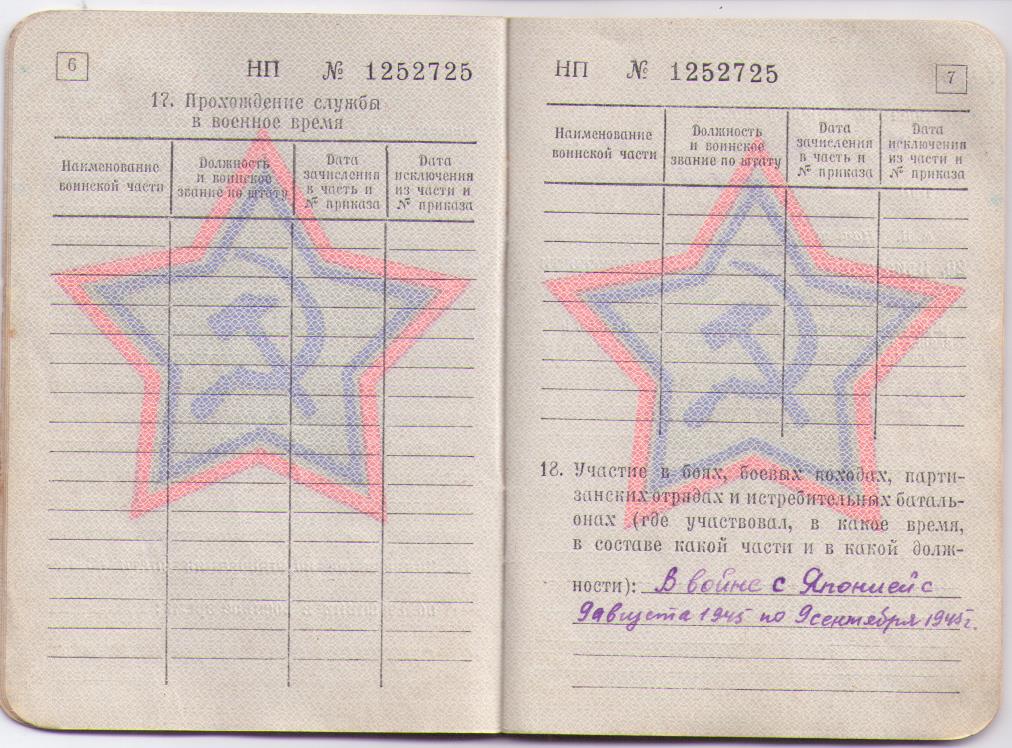 6
НП № 1252725
17. Прохождение службы
в военное время
Наименование
воинской части
Должность
и воинское
звание по штату
Дата
зачисления
в часть и
№ приказа
Дата
исключения
из части и
№ приказа
НП № 1252725
7
Наименование
воинской части
Должность
и воинское
звание по штату
Дата
зачисления
в часть и
№ приказа
Дата
исключения
из части и
№ приказа
18. Участие в боях, боевых походах, парти-
занских отрядах и истребительных баталь-
онах (где участвовал, в какое время,
в составе какой части и в какой долж-
ности): В войне с Японией с
9 августа 1945 по 9 сентября 1945 г.